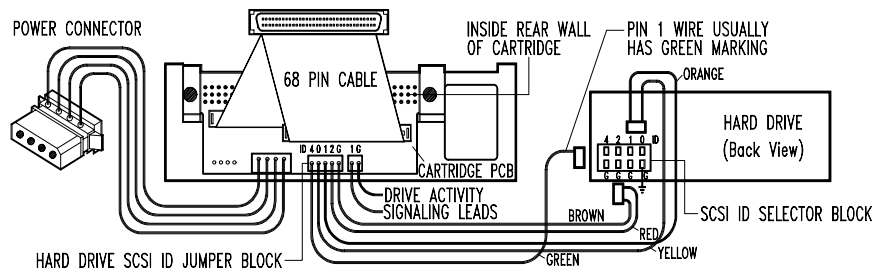 POWER CONNECTOR
68 PIN CABLE
INSIDE REAR WALL
OF CARTRIDGE
PIN 1 WIRE USUALLY
HAS GREEN MARKING
ORANGE
HARD DRIVE
(Back View)
4 2 1 0 ID
G G G G
ID 4 0 1 2 G 1 G
CARTRIDGE PCB
DRIVE ACTIVITY
SIGNALING LEADS
BROWN
RED
YELLOW
GREEN
SCSI ID SELECTOR BLOCK
HARD DRIVE SCSI ID JUMPER BLOCK